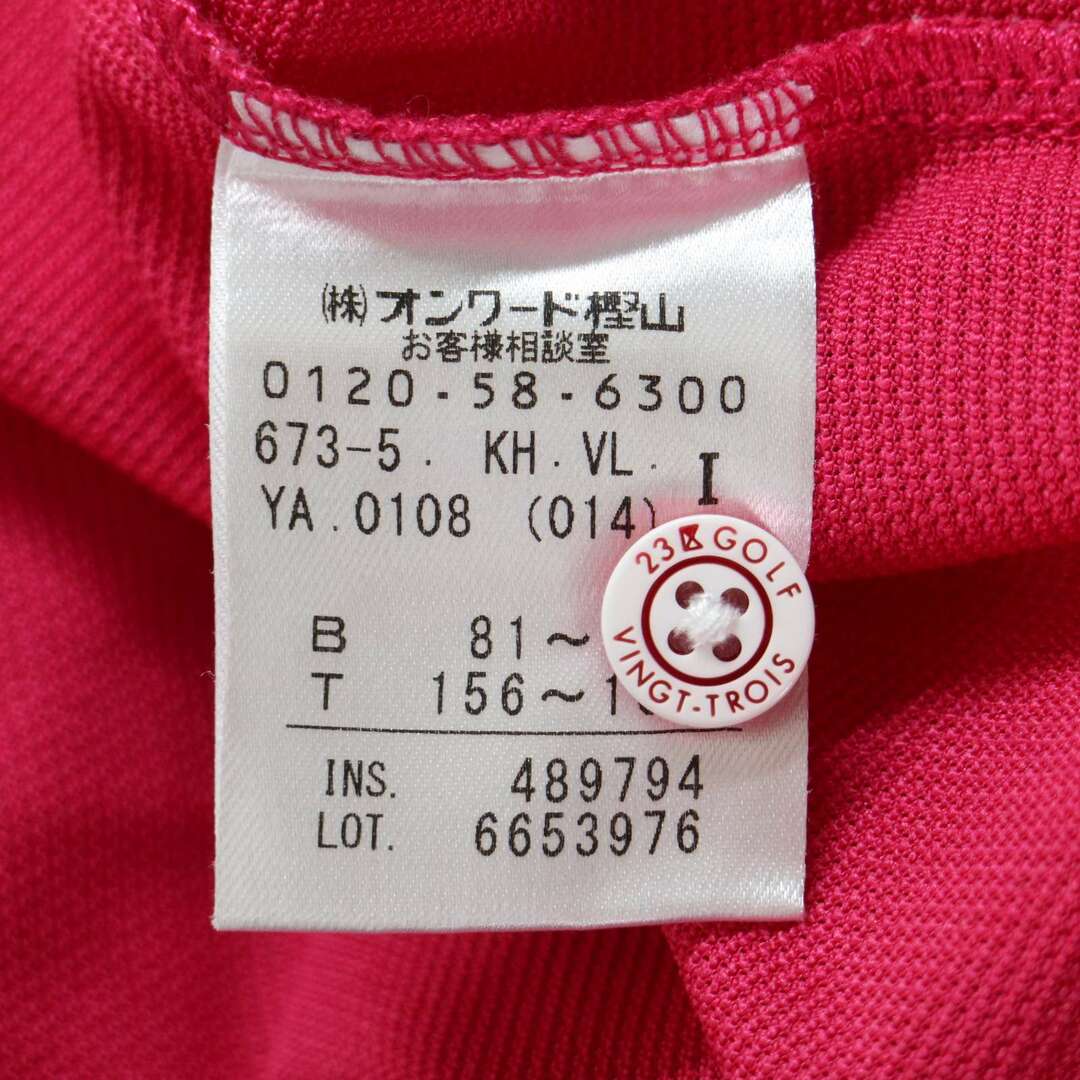 (株)オンワード樫山
お客様相談室
0120-58-6300
673-5. KH.VL. I
YA.0108 (014)
B 81～
T 156～1
INS. 489794
LOT. 6653976
23区GOLF
VINGT-TROIS